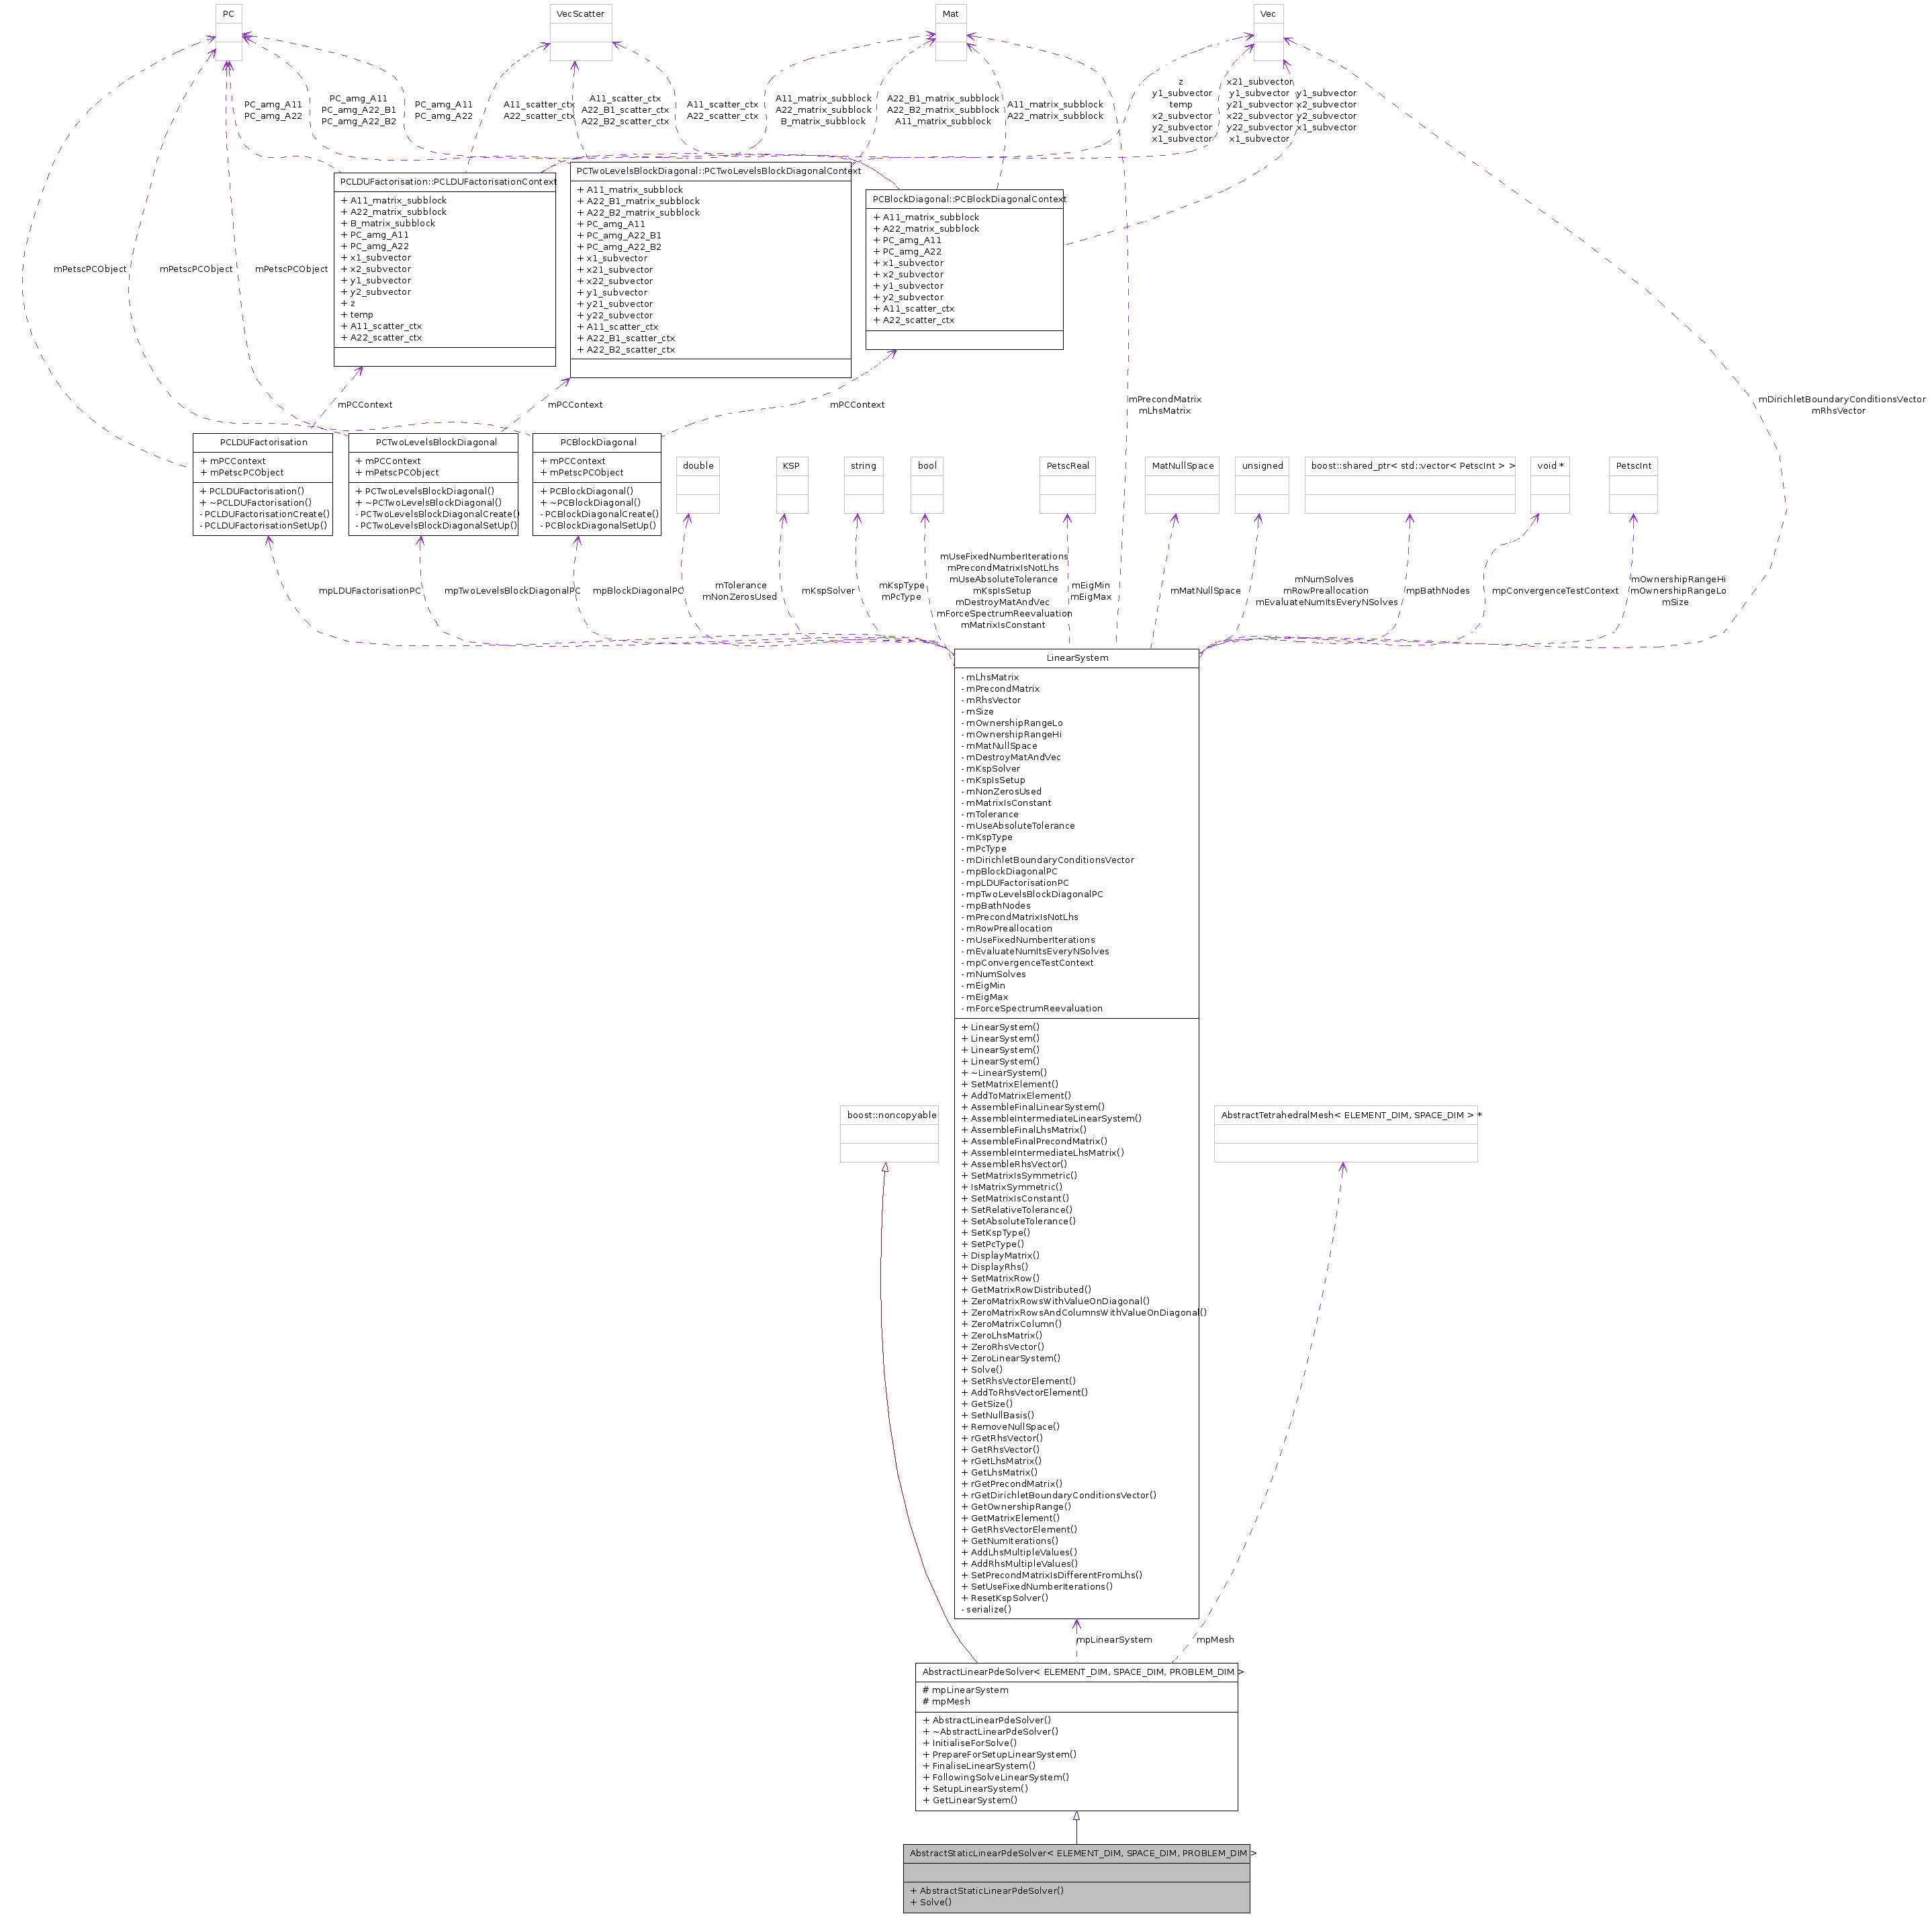 PC
VecScatter
Mat
Vec
PC_amg_A11
PC_amg_A22
PC_amg_A11
PC_amg_A22_B1
PC_amg_A22_B2
PC_amg_A11
PC_amg_A22
A11_scatter_ctx
A22_scatter_ctx
A11_scatter_ctx
A22_B1_scatter_ctx
A22_B2_scatter_ctx
A11_scatter_ctx
A22_scatter_ctx
A11_matrix_subblock
A22_matrix_subblock
B_matrix_subblock
A22_B1_matrix_subblock
A22_B2_matrix_subblock
A11_matrix_subblock
A11_matrix_subblock
A22_matrix_subblock
z
y1_subvector
temp
x2_subvector
y2_subvector
x1_subvector
x21_subvector
y1_subvector
y21_subvector
x22_subvector
y22_subvector
x1_subvector
y1_subvector
x2_subvector
y2_subvector
x1_subvector
mPetscPCObject
mPetscPCObject
mPetscPCObject
PCLDUFactorisation::PCLDUFactorisationContext
+ A11_matrix_subblock
+ A22_matrix_subblock
+ B_matrix_subblock
+ PC_amg_A11
+ PC_amg_A22
+ x1_subvector
+ x2_subvector
+ y1_subvector
+ y2_subvector
+ z
+ temp
+ A11_scatter_ctx
+ A22_scatter_ctx
PCTwoLevelsBlockDiagonal::PCTwoLevelsBlockDiagonalContext
+ A11_matrix_subblock
+ A22_B1_matrix_subblock
+ A22_B2_matrix_subblock
+ PC_amg_A11
+ PC_amg_A22_B1
+ PC_amg_A22_B2
+ x1_subvector
+ x21_subvector
+ x22_subvector
+ y1_subvector
+ y21_subvector
+ y22_subvector
+ A11_scatter_ctx
+ A22_B1_scatter_ctx
+ A22_B2_scatter_ctx
PCBlockDiagonal::PCBlockDiagonalContext
+ A11_matrix_subblock
+ A22_matrix_subblock
+ PC_amg_A11
+ PC_amg_A22
+ x1_subvector
+ x2_subvector
+ y1_subvector
+ y2_subvector
+ A11_scatter_ctx
+ A22_scatter_ctx
mPCContext
mPCContext
mPCContext
mPrecondMatrix
mLhsMatrix
mDirichletBoundaryConditionsVector
mRhsVector
PCLDUFactorisation
+ mPCContext
+ mPetscPCObject
+ PCLDUFactorisation()
+ ~PCLDUFactorisation()
- PCLDUFactorisationCreate()
- PCLDUFactorisationSetUp()
PCTwoLevelsBlockDiagonal
+ mPCContext
+ mPetscPCObject
+ PCTwoLevelsBlockDiagonal()
+ ~PCTwoLevelsBlockDiagonal()
- PCTwoLevelsBlockDiagonalCreate()
- PCTwoLevelsBlockDiagonalSetUp()
PCBlockDiagonal
+ mPCContext
+ mPetscPCObject
+ PCBlockDiagonal()
+ ~PCBlockDiagonal()
- PCBlockDiagonalCreate()
- PCBlockDiagonalSetUp()
double
KSP
string
bool
PetscReal
MatNullSpace
unsigned
boost::shared_ptr< std::vector< PetscInt > >
void *
PetscInt
mpLDUFactorisationPC
mpTwoLevelsBlockDiagonalPC
mpBlockDiagonalPC
mTolerance
mNonZerosUsed
mKspSolver
mKspType
mPcType
mUseFixedNumberIterations
mPrecondMatrixIsNotLhs
mUseAbsoluteTolerance
mKspIsSetup
mDestroyMatAndVec
mForceSpectrumReevaluation
mMatrixIsConstant
mEigMin
mEigMax
mMatNullSpace
mNumSolves
mRowPreallocation
mEvaluateNumItsEveryNSolves
mpBathNodes
mpConvergenceTestContext
mOwnershipRangeHi
mOwnershipRangeLo
mSize
LinearSystem
- mLhsMatrix
- mPrecondMatrix
- mRhsVector
- mSize
- mOwnershipRangeLo
- mOwnershipRangeHi
- mMatNullSpace
- mDestroyMatAndVec
- mKspSolver
- mKspIsSetup
- mNonZerosUsed
- mMatrixIsConstant
- mTolerance
- mUseAbsoluteTolerance
- mKspType
- mPcType
- mDirichletBoundaryConditionsVector
- mpBlockDiagonalPC
- mpLDUFactorisationPC
- mpTwoLevelsBlockDiagonalPC
- mpBathNodes
- mPrecondMatrixIsNotLhs
- mRowPreallocation
- mUseFixedNumberIterations
- mEvaluateNumItsEveryNSolves
- mpConvergenceTestContext
- mNumSolves
- mEigMin
- mEigMax
- mForceSpectrumReevaluation
+ LinearSystem()
+ LinearSystem()
+ LinearSystem()
+ LinearSystem()
+ ~LinearSystem()
+ SetMatrixElement()
+ AddToMatrixElement()
+ AssembleFinalLinearSystem()
+ AssembleIntermediateLinearSystem()
+ AssembleFinalLhsMatrix()
+ AssembleFinalPrecondMatrix()
+ AssembleIntermediateLhsMatrix()
+ AssembleRhsVector()
+ SetMatrixIsSymmetric()
+ IsMatrixSymmetric()
+ SetMatrixIsConstant()
+ SetRelativeTolerance()
+ SetAbsoluteTolerance()
+ SetKspType()
+ SetPcType()
+ DisplayMatrix()
+ DisplayRhs()
+ SetMatrixRow()
+ GetMatrixRowDistributed()
+ ZeroMatrixRowsWithValueOnDiagonal()
+ ZeroMatrixRowsAndColumnsWithValueOnDiagonal()
+ ZeroMatrixColumn()
+ ZeroLhsMatrix()
+ ZeroRhsVector()
+ ZeroLinearSystem()
+ Solve()
+ SetRhsVectorElement()
+ AddToRhsVectorElement()
+ GetSize()
+ SetNullBasis()
+ RemoveNullSpace()
+ rGetRhsVector()
+ GetRhsVector()
+ rGetLhsMatrix()
+ GetLhsMatrix()
+ rGetPrecondMatrix()
+ rGetDirichletBoundaryConditionsVector()
+ GetOwnershipRange()
+ GetMatrixElement()
+ GetRhsVectorElement()
+ GetNumIterations()
+ AddLhsMultipleValues()
+ AddRhsMultipleValues()
+ SetPrecondMatrixIsDifferentFromLhs()
+ SetUseFixedNumberIterations()
+ ResetKspSolver()
- serialize()
boost::noncopyable
AbstractTetrahedralMesh< ELEMENT_DIM, SPACE_DIM > *
mpLinearSystem
mpMesh
AbstractLinearPdeSolver< ELEMENT_DIM, SPACE_DIM, PROBLEM_DIM >
# mpLinearSystem
# mpMesh
+ AbstractLinearPdeSolver()
+ ~AbstractLinearPdeSolver()
+ InitialiseForSolve()
+ PrepareForSetupLinearSystem()
+ FinaliseLinearSystem()
+ FollowingSolveLinearSystem()
+ SetupLinearSystem()
+ GetLinearSystem()
AbstractStaticLinearPdeSolver< ELEMENT_DIM, SPACE_DIM, PROBLEM_DIM >
+ AbstractStaticLinearPdeSolver()
+ Solve()